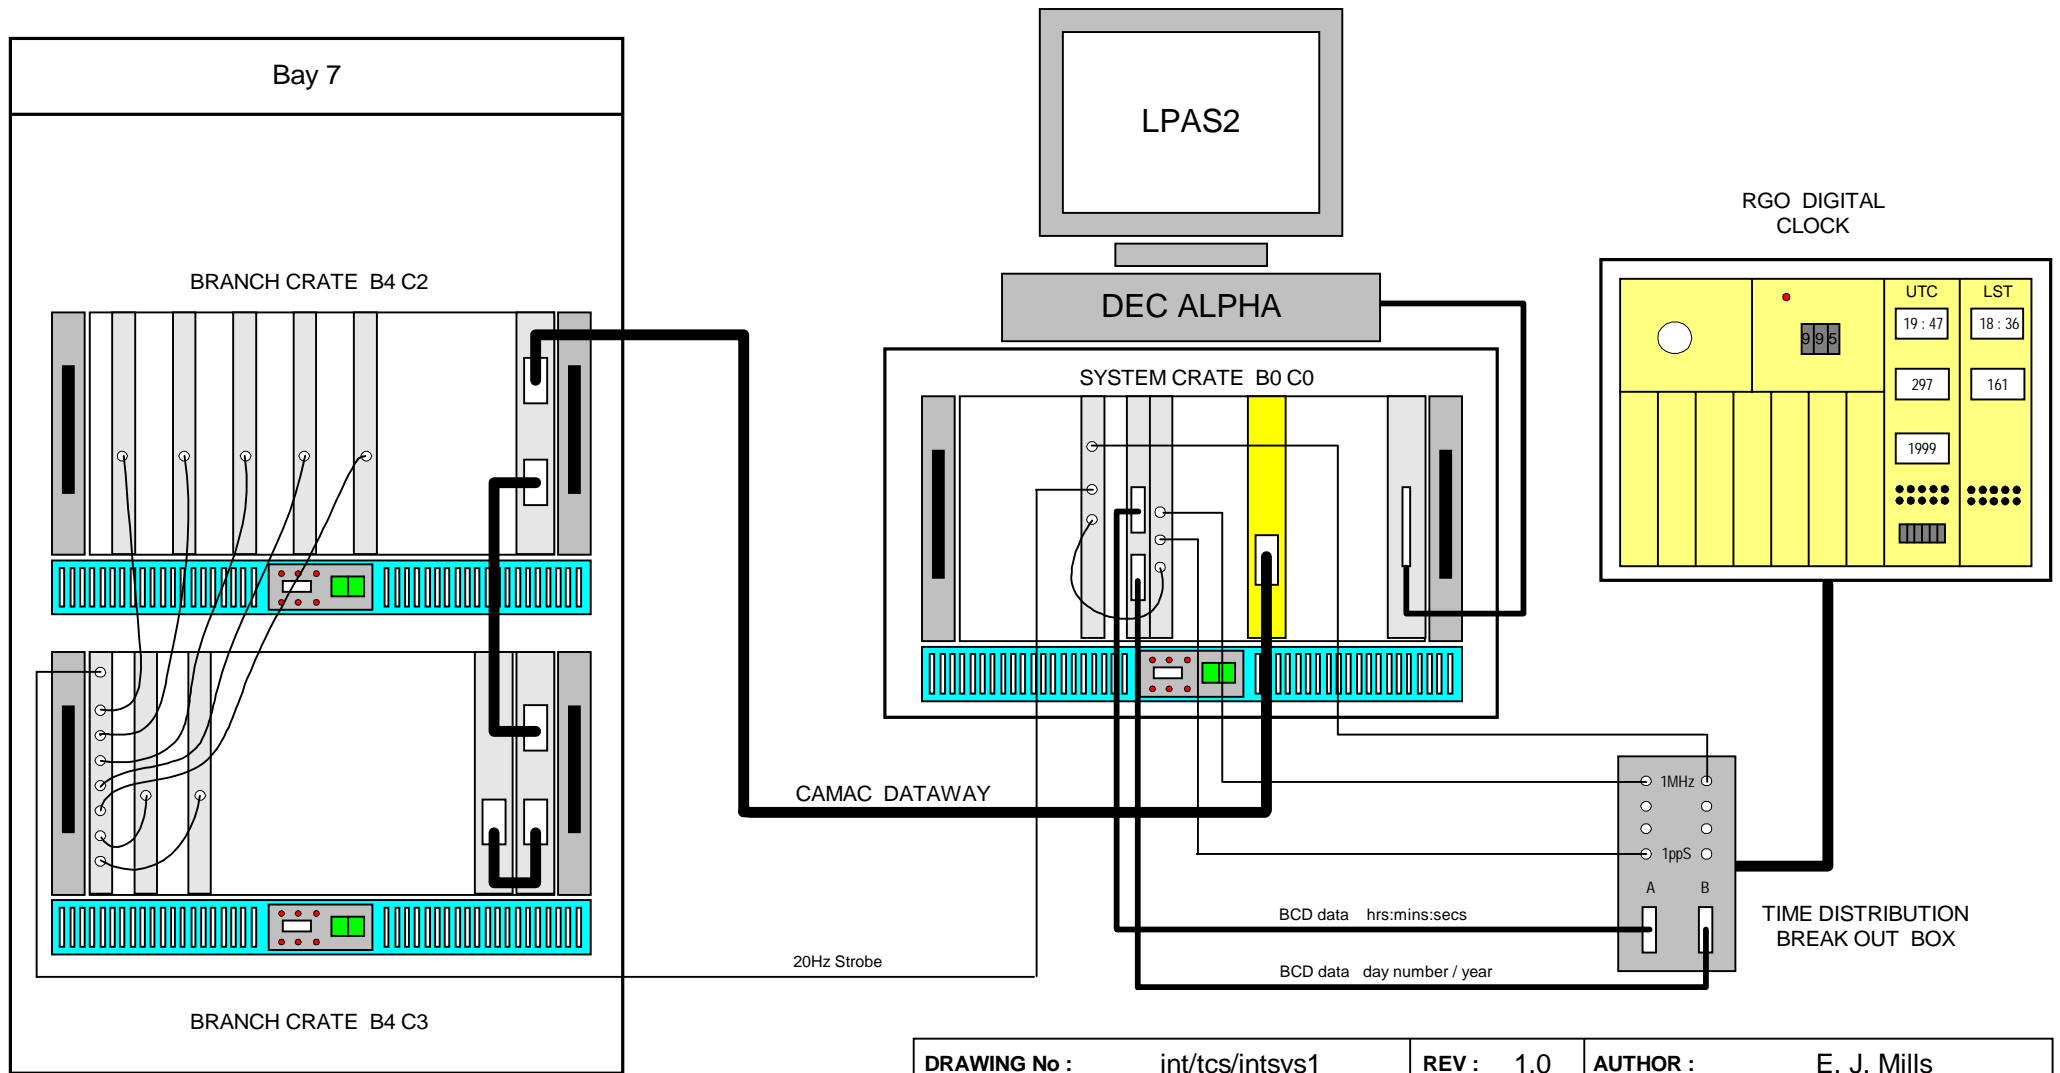 Bay 7
BRANCH CRATE B4 C2
BRANCH CRATE B4 C3
LPAS2
DEC ALPHA
SYSTEM CRATE B0 C0
CAMAC DATAWAY
20Hz Strobe
BCD data hrs:mins:secs
BCD data day number / year
RGO DIGITAL
CLOCK
995
UTC
19 : 47
297
1999
LST
18 : 36
161
1MHz
1ppS
A B
TIME DISTRIBUTION
BREAK OUT BOX
DRAWING No : int/tcs/intsys1 REV : 1.0 AUTHOR : E. J. Mills